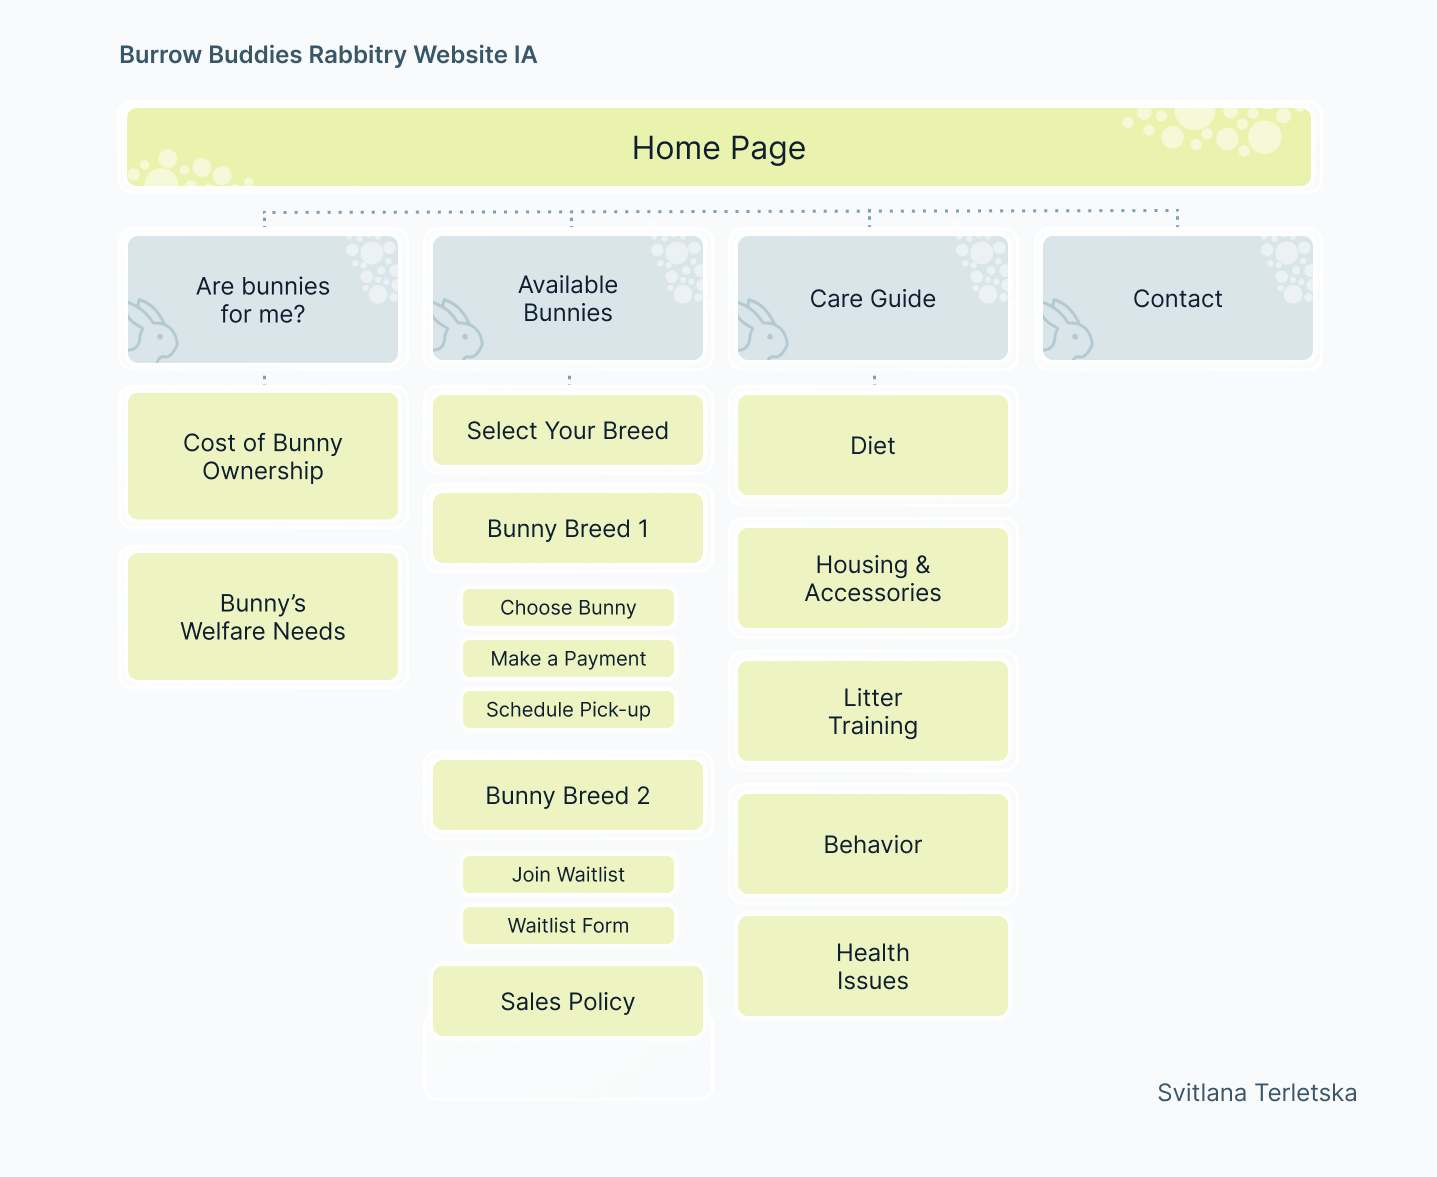 Burrow Buddies Rabbitry Website IA
Home Page
Are bunnies
for me?
Cost of Bunny
Ownership
Bunny’s
Welfare Needs
Available
Bunnies
Select Your Breed
Bunny Breed 1
Choose Bunny
Make a Payment
Schedule Pick-up
Bunny Breed 2
Join Waitlist
Waitlist Form
Sales Policy
Care Guide
Diet
Housing &
Accessories
Litter
Training
Behavior
Health
Issues
Contact
Svitlana Terletska